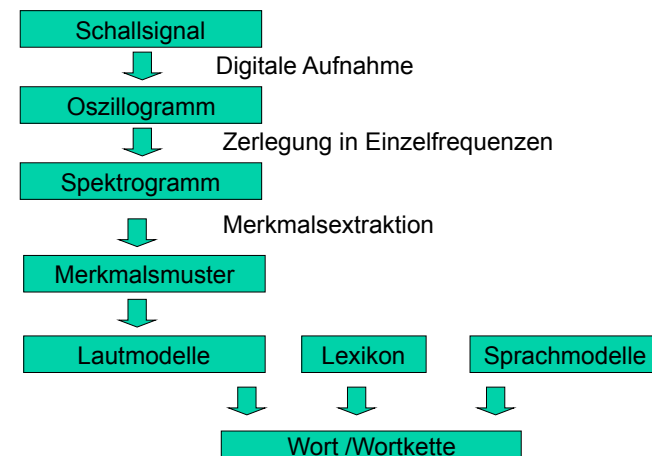 Schallsignal
Digitale Aufnahme
Oszillogramm
Zerlegung in Einzelfrequenzen
Spektrogramm
Merkmalsextraktion
Merkmalsmuster
Lautmodelle
Lexikon
Sprachmodelle
Wort /Wortkette